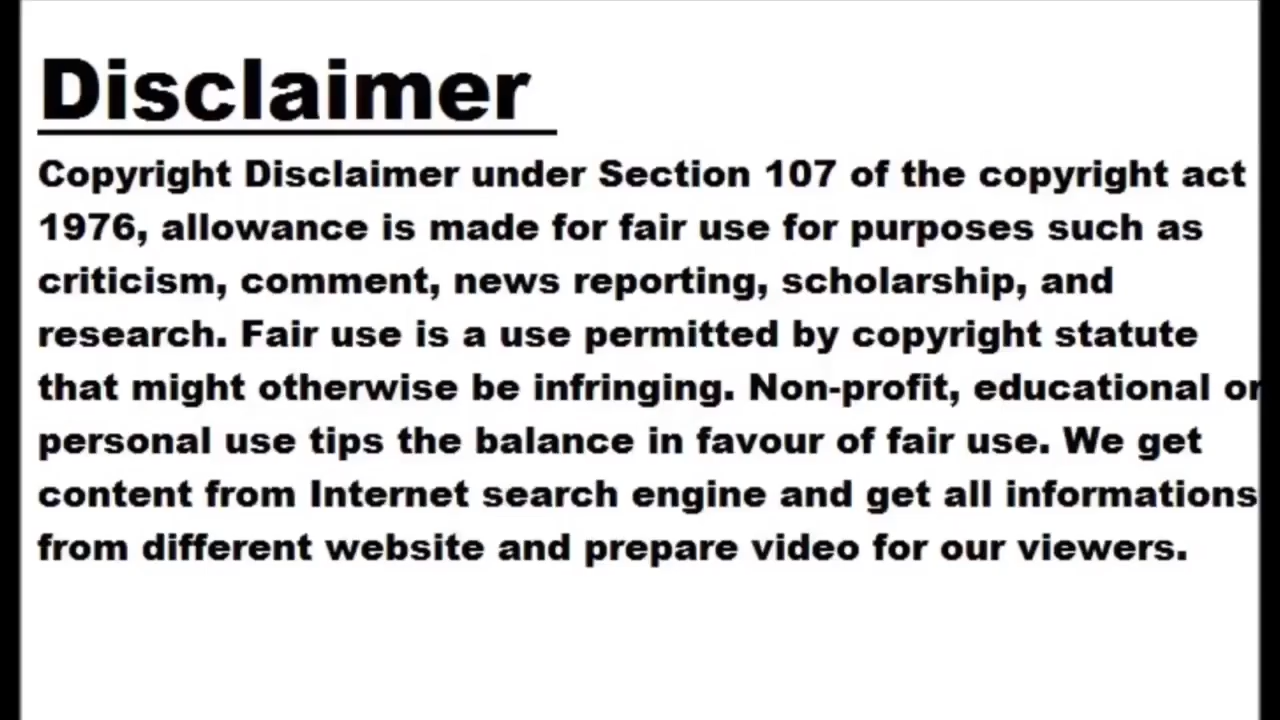 Disclaimer
Copyright Disclaimer under Section 107 of the copyright act
1976, allowance is made for fair use for purposes such as
criticism, comment, news reporting, scholarship, and
research. Fair use is a use permitted by copyright statute
that might otherwise be infringing. Non-profit, educational or
personal use tips the balance in favour of fair use. We get
content from Internet search engine and get all informations
from different website and prepare video for our viewers.